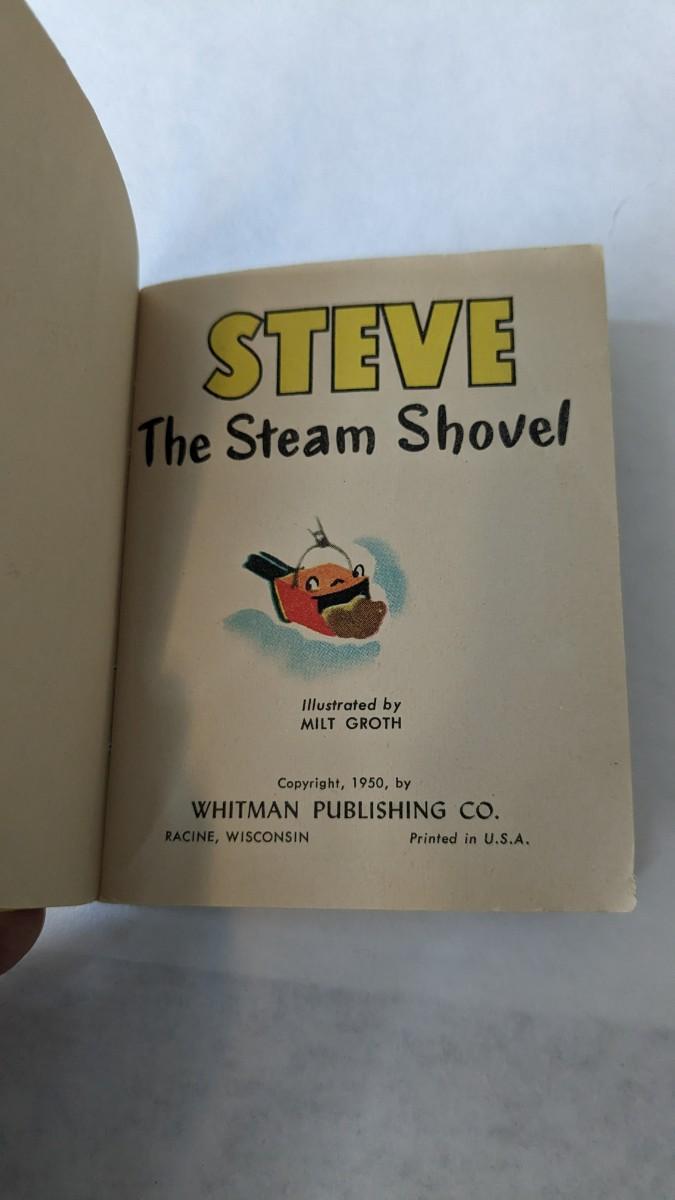 STEVE
The Steam Shovel
Illustrated by
MILT GROTH
Copyright, 1950, by
WHITMAN PUBLISHING CO.
RACINE, WISCONSIN Printed in U.S.A.